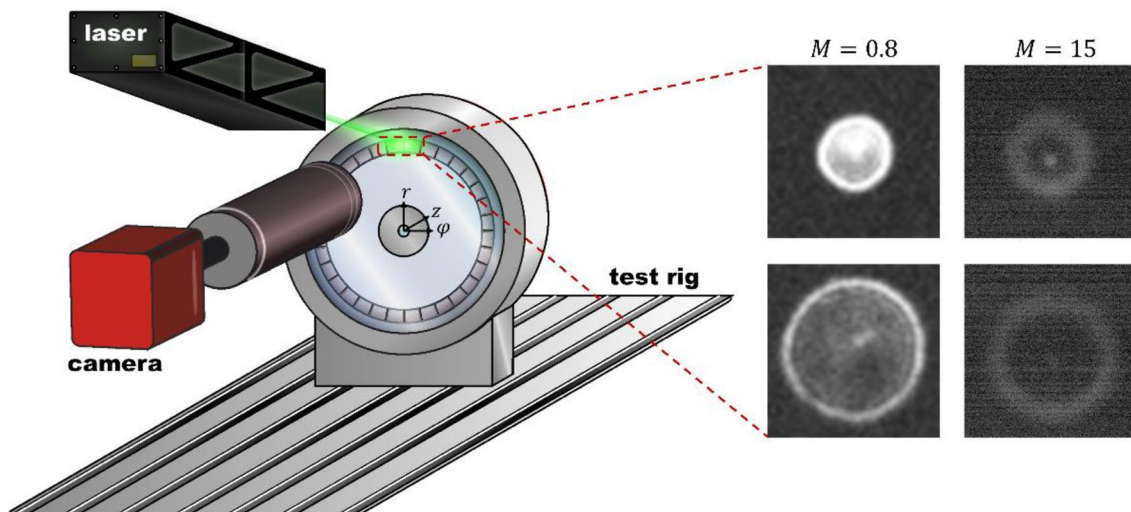 laser
M = 0.8
M = 15
r
z
φ
test rig
camera